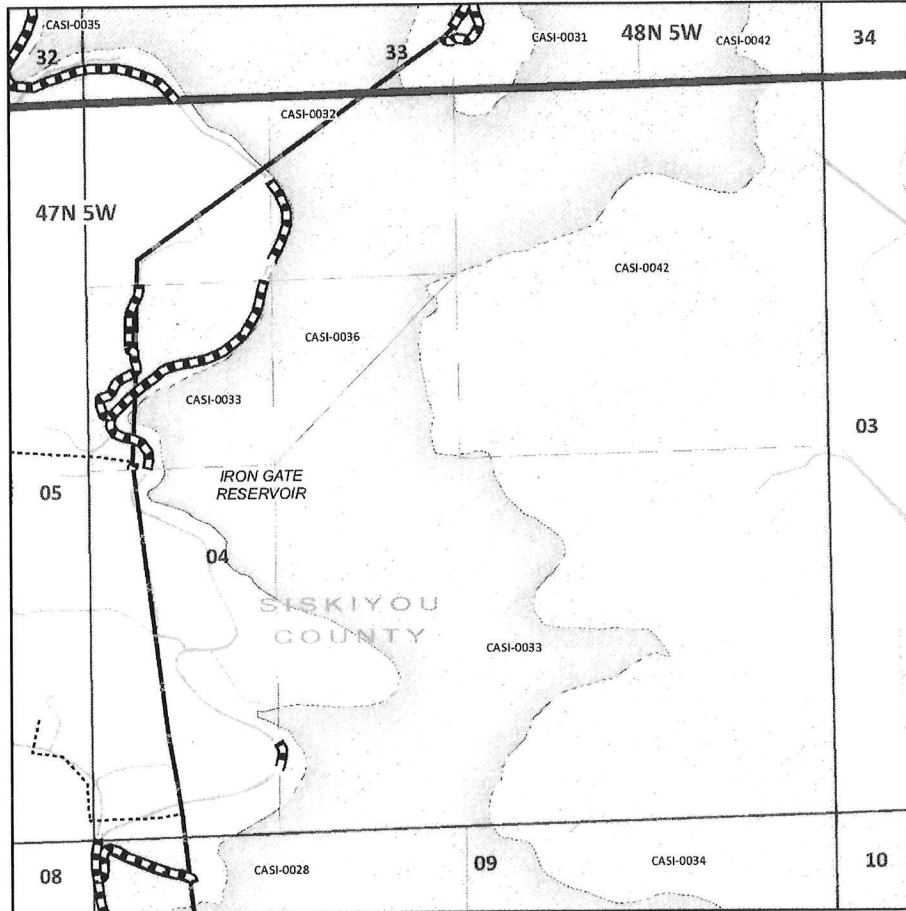 CASI-0035
32
33
CASI-0031
48N 5W
CASI-0042
34
CASI-0032
47N 5W
CASI-0042
CASI-0036
CASI-0033
03
05
IRON GATE
RESERVOIR
04
SISKIYOU
COUNTY
CASI-0033
08
CASI-0028
09
CASI-0034
10